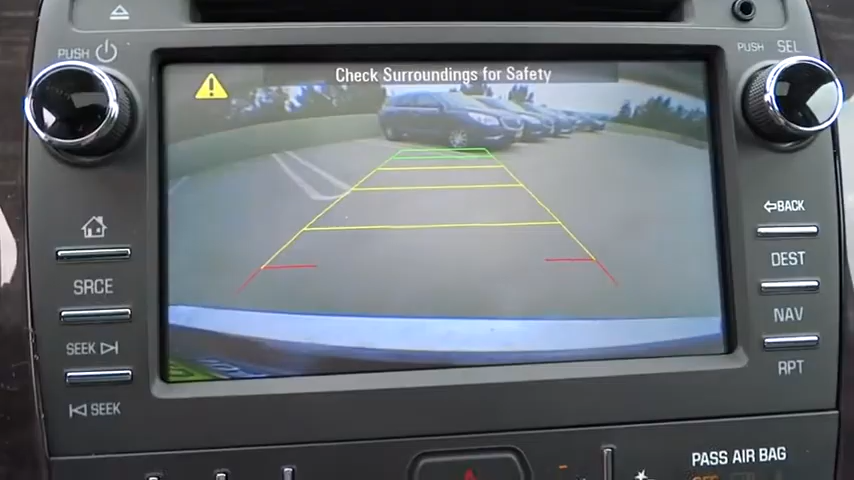 PUSH
PUSH SEL
Check Surroundings for Safety
BACK
SRCE
DEST
SEEK
NAV
SEEK
RPT
PASS AIR BAG